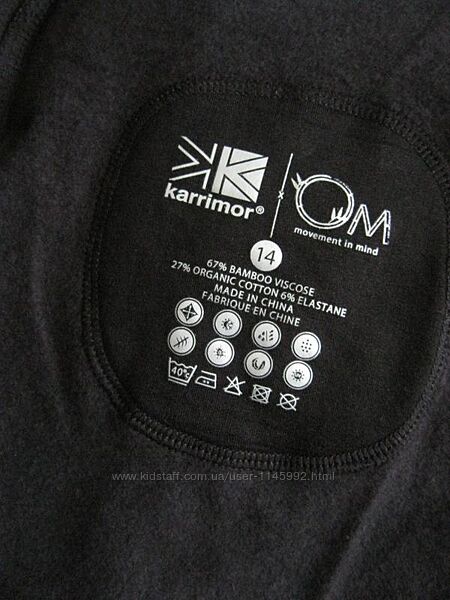 karrimor®
OM
movement in mind
14
67% BAMBOO VISCOSE
27% ORGANIC COTTON 6% ELASTANE
MADE IN CHINA
FABRIQUE EN CHINE
40°C
www.kidstaff.com.ua/user-1145992.html